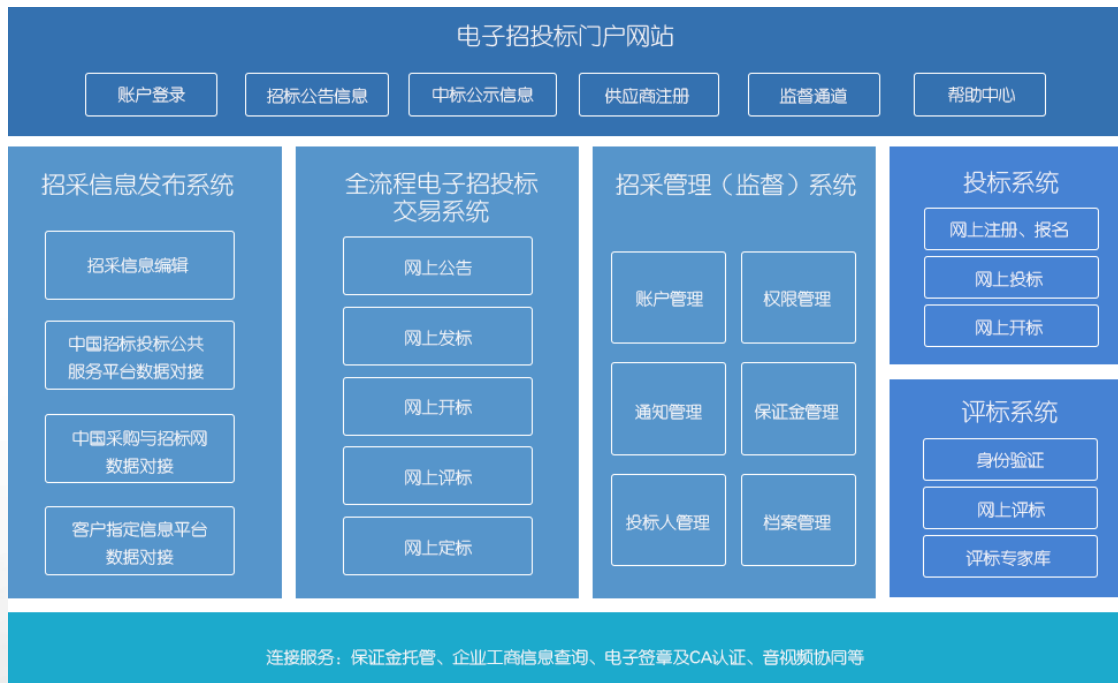 电子招投标门户网站
账户登录
招标公告信息
中标公示信息
供应商注册
监督通道
帮助中心
招采信息发布系统
招采信息编辑
中国招标投标公共
服务平台数据对接
中国采购与招标网
数据对接
客户指定信息平台
数据对接
全流程电子招投标
交易系统
网上公告
网上发标
网上开标
网上评标
网上定标
招采管理（监督）系统
账户管理
权限管理
通知管理
保证金管理
投标人管理
档案管理
投标系统
网上注册、报名
网上投标
网上开标
评标系统
身份验证
网上评标
评标专家库
连接服务：保证金托管、企业工商信息查询、电子签章及CA认证、音视频协同等